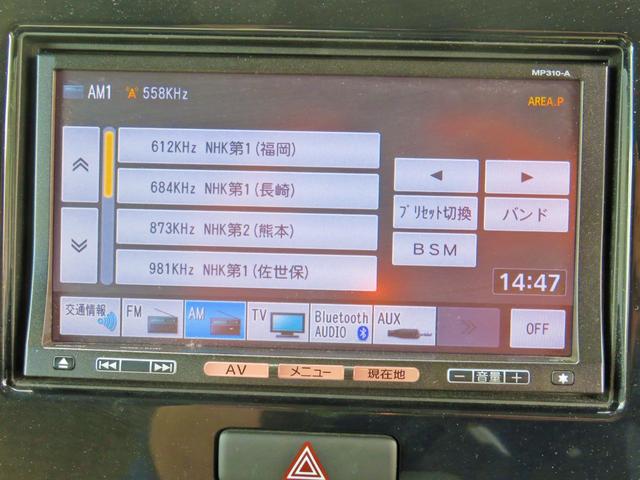 MP310-A
AM1 558KHz
AREA.P
612KHz NHK第1(福岡)
684KHz NHK第1(長崎)
873KHz NHK第2(熊本)
981KHz NHK第1(佐世保)
プリセット切換
バンド
BSM
14:47
交通情報
FM
AM
TV
Bluetooth
AUDIO
AUX
OFF
AV
メニュー
現在地
音量